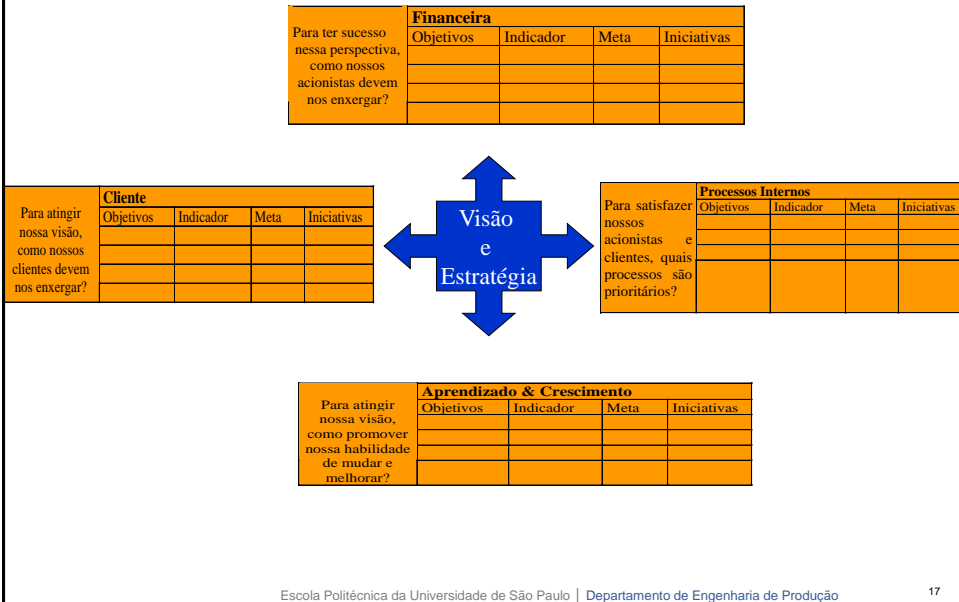 Financeira
Para ter sucesso
nessa perspectiva,
como nossos
acionistas devem
nos enxergar?
Objetivos Indicador Meta Iniciativas
Cliente
Para atingir
nossa visão,
como nossos
clientes devem
nos enxergar?
Objetivos Indicador Meta Iniciativas
Visão
e
Estratégia
Processos Internos
Para satisfazer
nossos
acionistas e
clientes, quais
processos são
prioritários?
Objetivos Indicador Meta Iniciativas
Aprendizado & Crescimento
Para atingir
nossa visão,
como promover
nossa habilidade
de mudar e
melhorar?
Objetivos Indicador Meta Iniciativas
Escola Politécnica da Universidade de São Paulo | Departamento de Engenharia de Produção
17